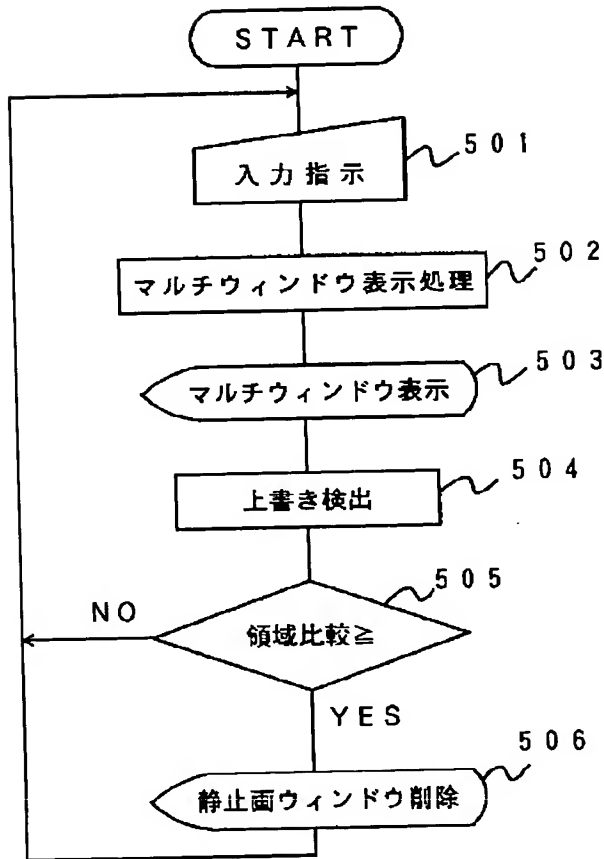 START
501
入力指示
502
マルチウィンドウ表示処理
503
マルチウィンドウ表示
504
上書き検出
505
領域比較≧
NO
YES
506
静止画ウィンドウ削除